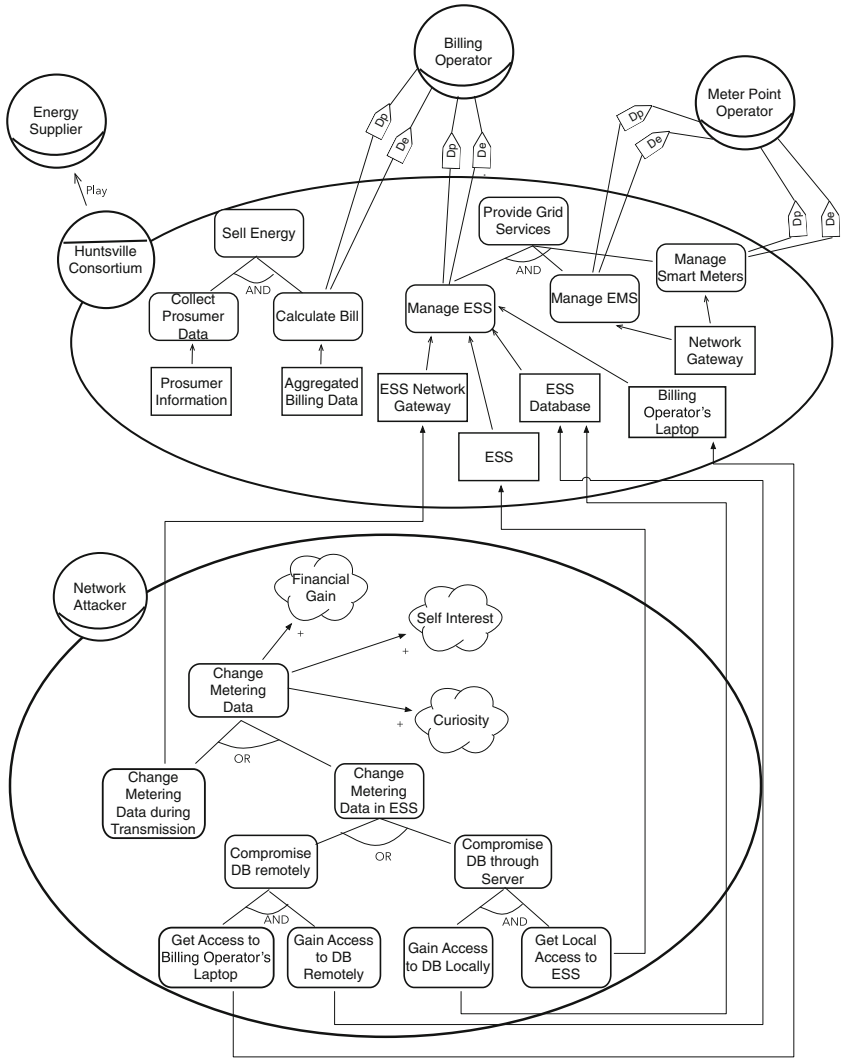 Billing
Operator
Energy
Supplier
Meter Point
Operator
Dp
De
Dp
De
Dp
De
Dp
De
Play
Huntsville
Consortium
Sell Energy
Provide Grid
Services
AND
AND
Collect
Prosumer
Data
Calculate Bill
Manage ESS
Manage EMS
Manage
Smart Meters
Prosumer
Information
Aggregated
Billing Data
ESS Network
Gateway
ESS
Database
Network
Gateway
Billing
Operator's
Laptop
ESS
Network
Attacker
Financial
Gain
+
Self Interest
+
Curiosity
+
Change
Metering
Data
OR
Change
Metering
Data during
Transmission
Change
Metering
Data in ESS
OR
Compromise
DB remotely
Compromise
DB through
Server
AND
AND
Get Access to
Billing Operator's
Laptop
Gain Access
to DB
Remotely
Gain Access
to DB Locally
Get Local
Access to
ESS